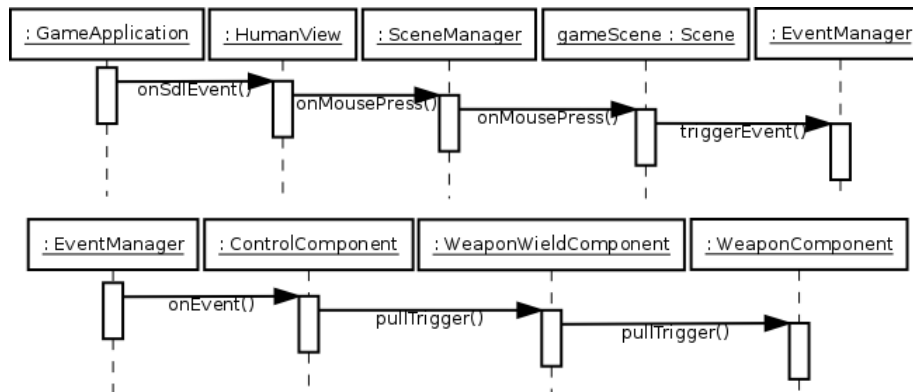 : GameApplication
: HumanView
: SceneManager
gameScene : Scene
: EventManager
onSdlEvent()
onMousePress()
onMousePress()
triggerEvent()
: EventManager
: ControlComponent
: WeaponWieldComponent
: WeaponComponent
onEvent()
pullTrigger()
pullTrigger()